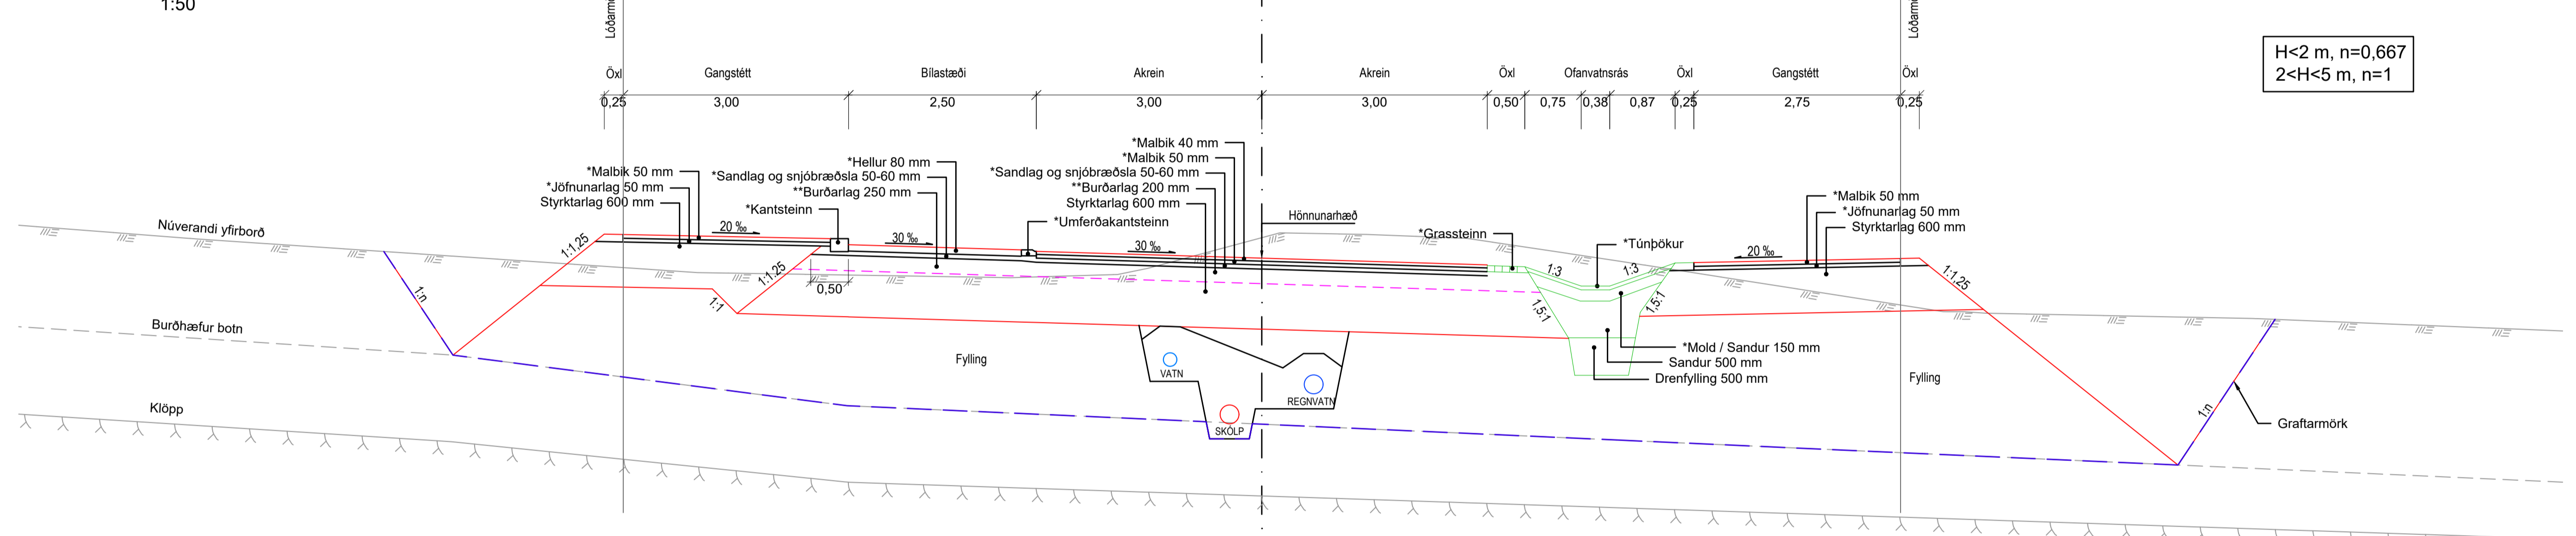 1:50
H<2 m, n=0,667
2<H<5 m, n=1
Öxl Gangstétt Bílastæði Akrein Akrein Öxl Ofanvatnsrás Öxl Gangstétt Öxl
0,25 3,00 2,50 3,00 3,00 0,50 0,75 0,38 0,87 0,25 2,75 0,25
*Malbik 50 mm
*Jöfnunarlag 50 mm
Styrktarlag 600 mm
*Kantsteinn
*Hellur 80 mm
*Sandlag og snjóbræðsla 50-60 mm
**Burðarlag 250 mm
*Malbik 40 mm
*Malbik 50 mm
*Sandlag og snjóbræðsla 50-60 mm
**Burðarlag 200 mm
Styrktarlag 600 mm
*Umferðakantsteinn
Hönnunarhæð
*Grassteinn
*Túnþökur
*Malbik 50 mm
*Jöfnunarlag 50 mm
Styrktarlag 600 mm
Núverandi yfirborð
20 ‰
30 ‰
30 ‰
20 ‰
1:1,25
1:1,25
1:1
0,50
1:3
1:3
1,5:1
1,5:1
1:1,25
1:n
1:n
Burðhæfur botn
Klöpp
Fylling
VATN
REGNVATN
SKÓLP
*Mold / Sandur 150 mm
Sandur 500 mm
Drenfylling 500 mm
Fylling
Graftarmörk